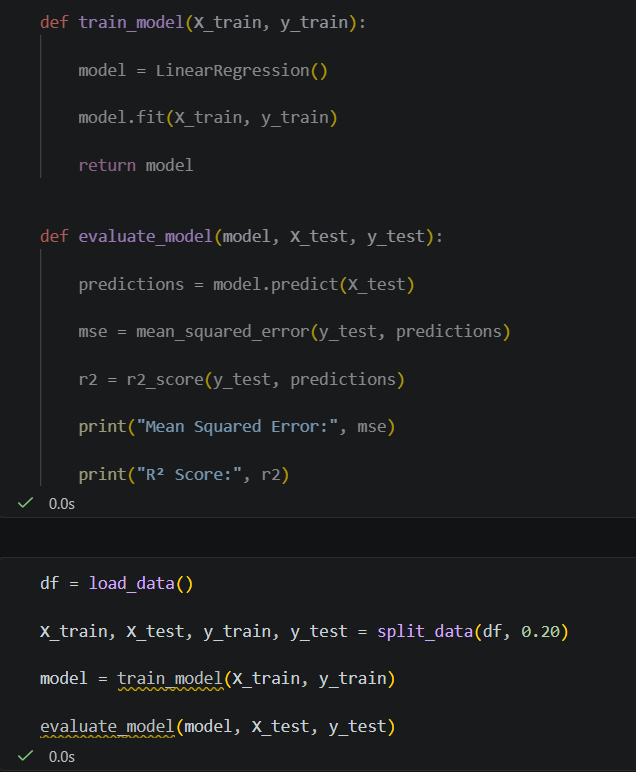 def train_model(X_train, y_train):
model = LinearRegression()
model.fit(X_train, y_train)
return model
def evaluate_model(model, X_test, y_test):
predictions = model.predict(X_test)
mse = mean_squared_error(y_test, predictions)
r2 = r2_score(y_test, predictions)
print("Mean Squared Error:", mse)
print("R² Score:", r2)
0.0s
df = load_data()
X_train, X_test, y_train, y_test = split_data(df, 0.20)
model = train_model(X_train, y_train)
evaluate_model(model, X_test, y_test)
0.0s